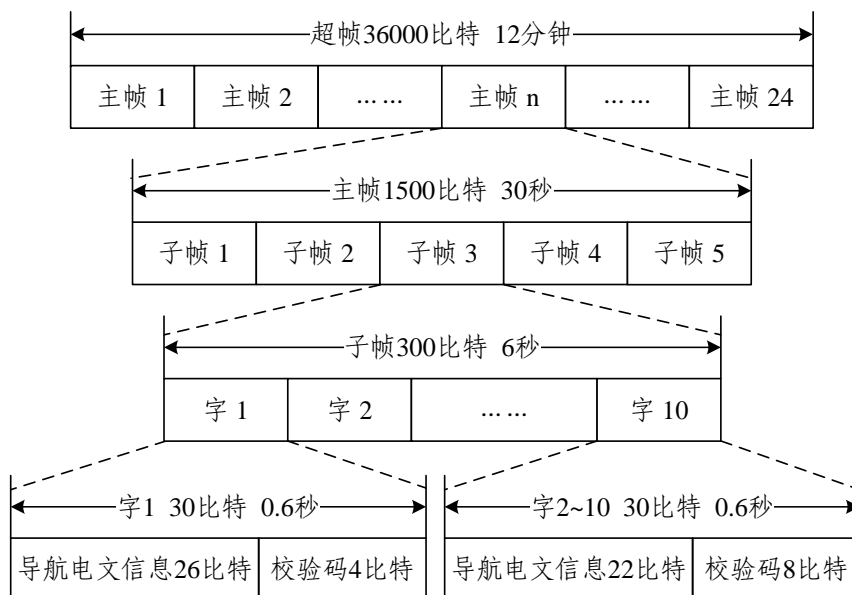 超帧36000比特 12分钟
主帧 1 主帧 2 …… 主帧 n …… 主帧 24
主帧1500比特 30秒
子帧 1 子帧 2 子帧 3 子帧 4 子帧 5
子帧300比特 6秒
字 1 字 2 …… 字 10
字1 30比特 0.6秒 字2~10 30比特 0.6秒
导航电文信息26比特 校验码4比特 导航电文信息22比特 校验码8比特